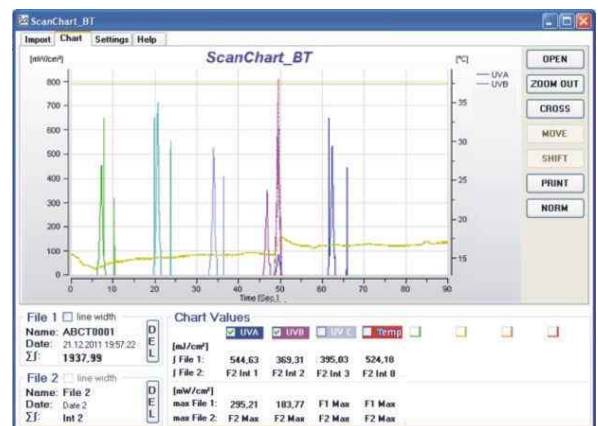 ScanChart_BT
Import Chart Settings Help
ScanChart_BT
[mW/cm²] [°C]
UVA
UVB
800
700
600
500
400
300
200
100
0
35
30
25
20
15
0 10 20 30 40 50 60 70 80 90
Time [Sec.]
OPEN
ZOOM OUT
CROSS
MOVE
SHIFT
PRINT
NORM
File 1 line width
Name: ABCT0001
Date: 21.12.2011 19:57:22
∑∫: 1937,99
DEL
File 2 line width
Name: File 2
Date: Date 2
∑∫: Int 2
DEL
Chart Values
UVA UVB UV C Temp
[mJ/cm²]
∫ File 1: 544,63 369,31 395,03 524,18
∫ File 2: F2 Int 1 F2 Int 2 F2 Int 3 F2 Int 8
[mW/cm²]
max File 1: 295,21 183,77 F1 Max F1 Max
max File 2: F2 Max F2 Max F2 Max F2 Max